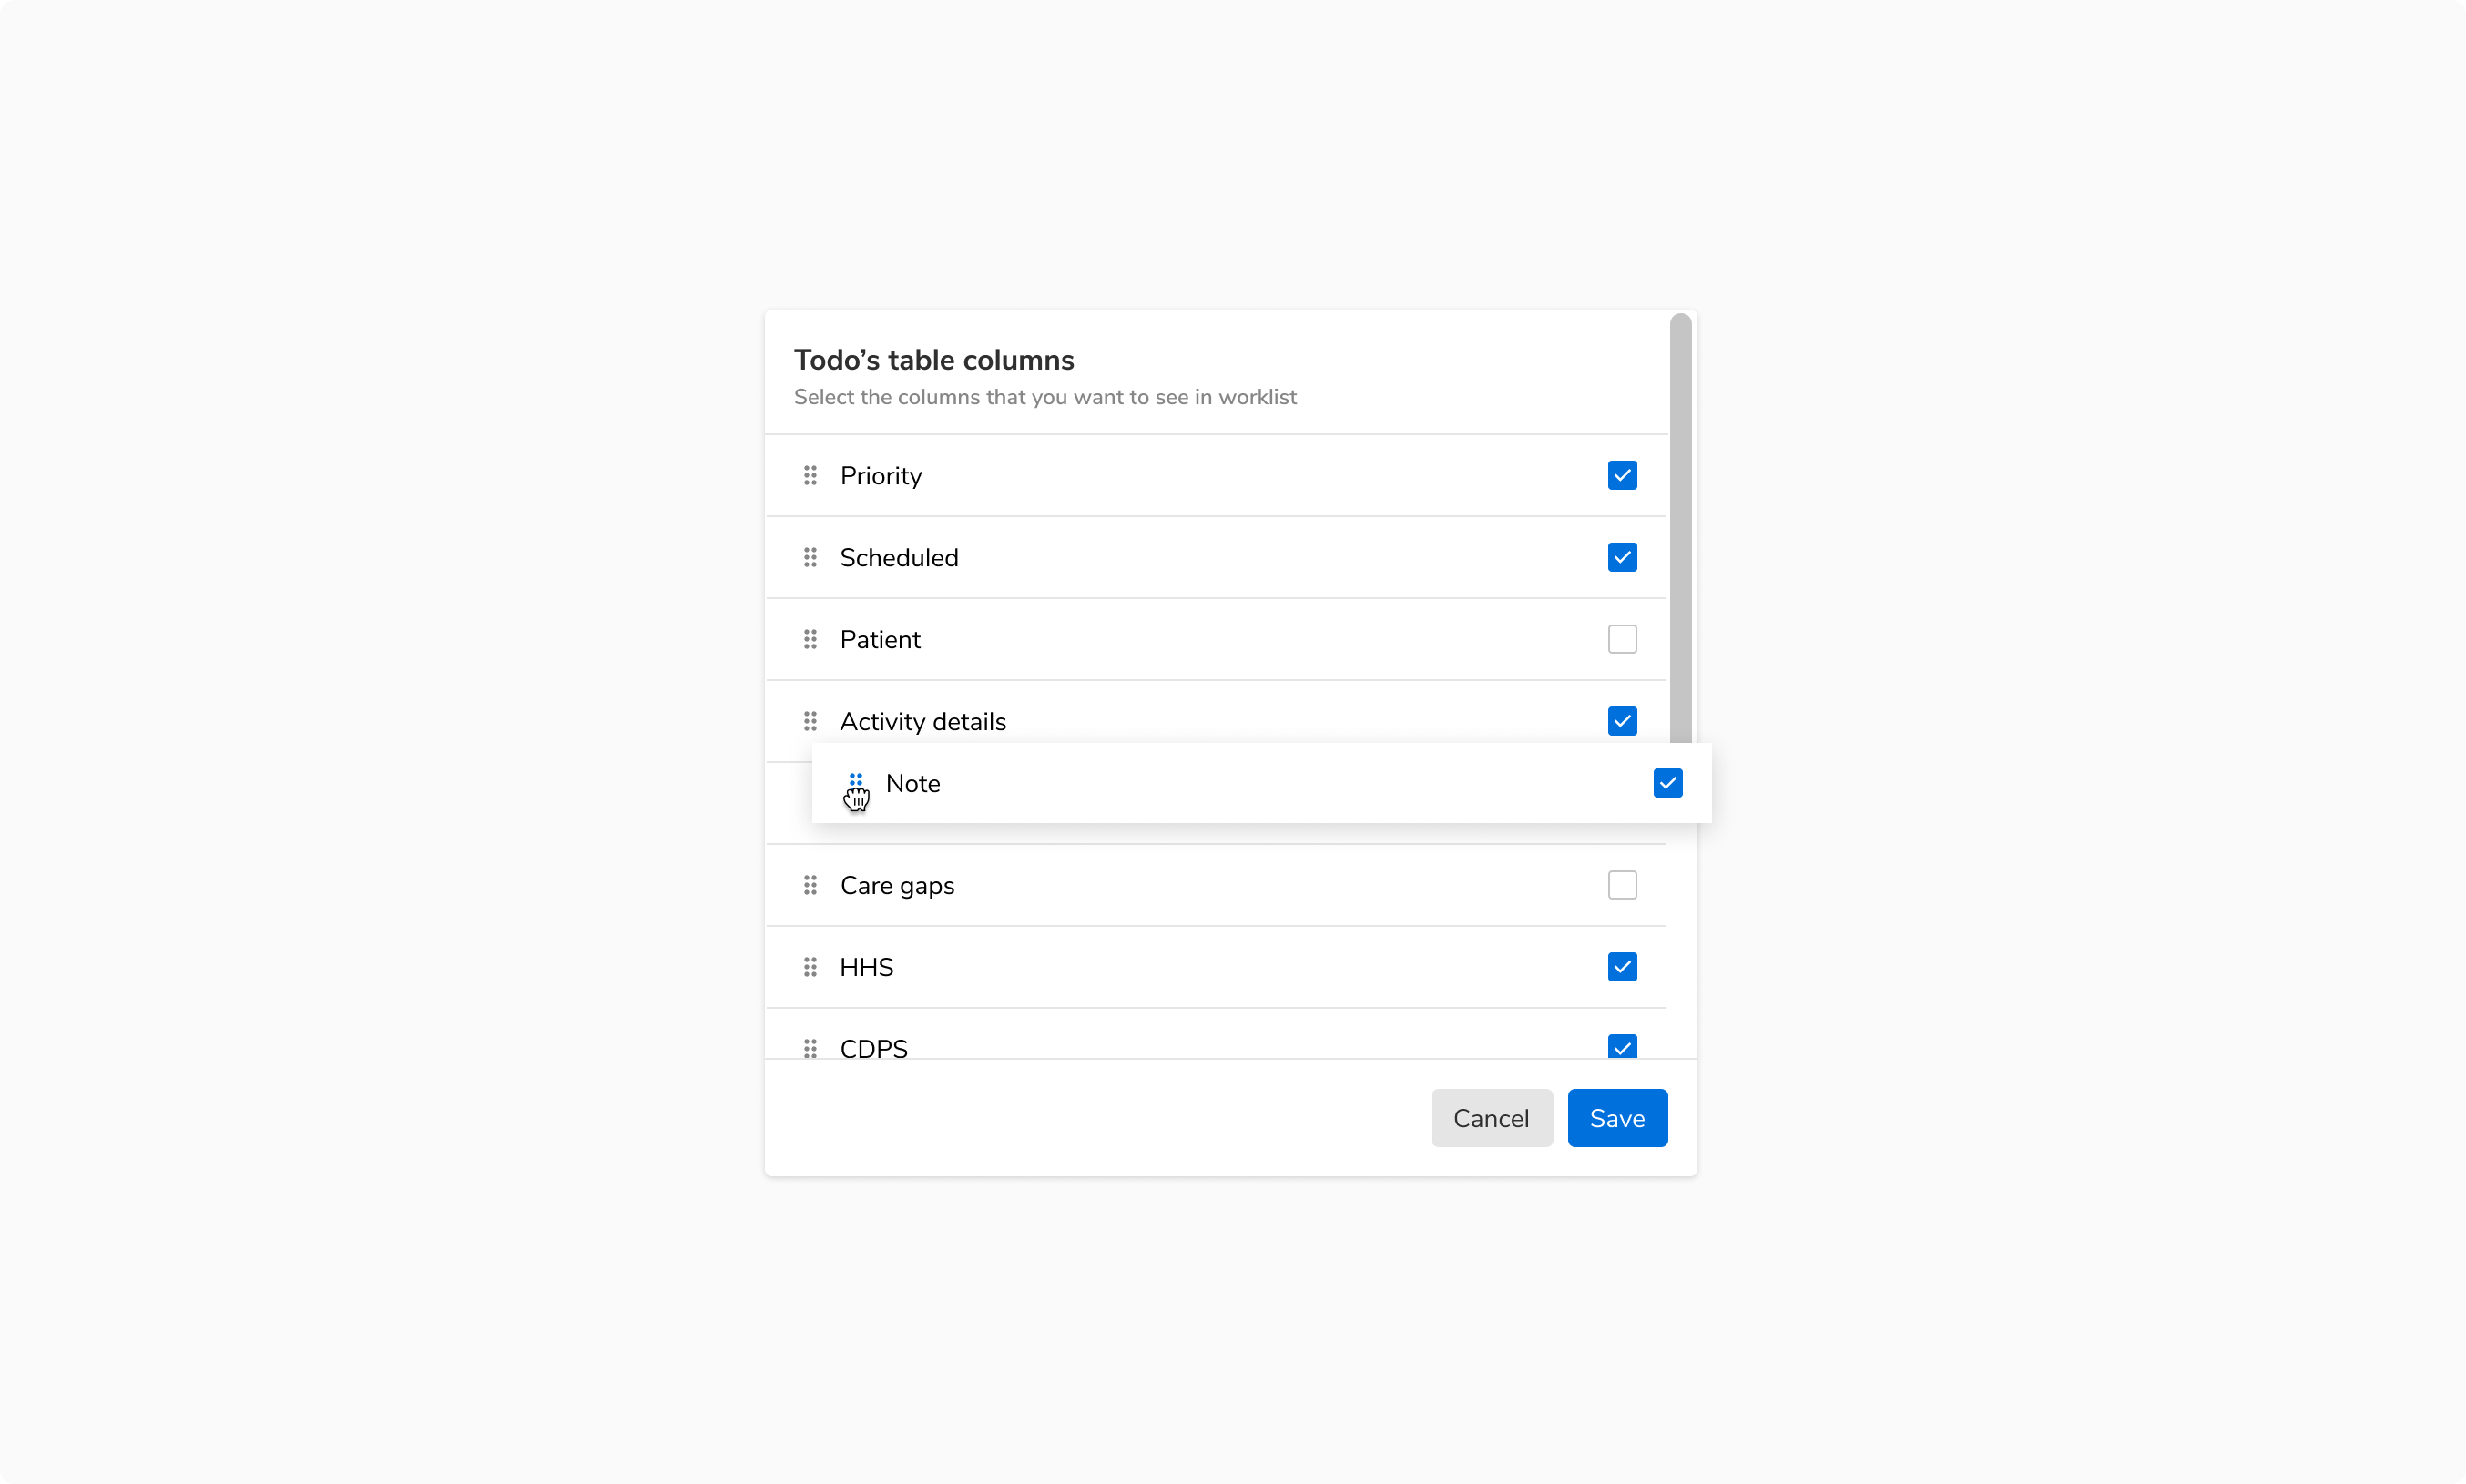 Todo’s table columns
Select the columns that you want to see in worklist
Priority
Scheduled
Patient
Activity details
Note
Care gaps
HHS
CDPS
Cancel Save